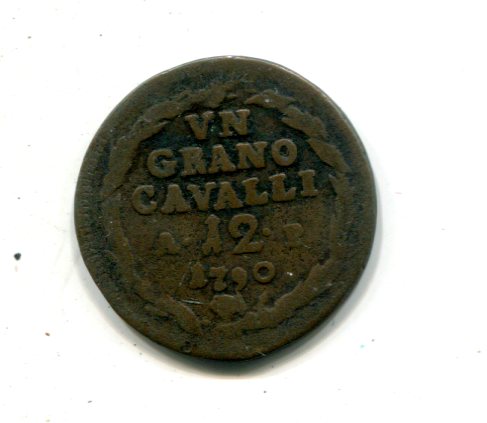 VN
GRANO
CAVALLI
A · 12 · P
1790